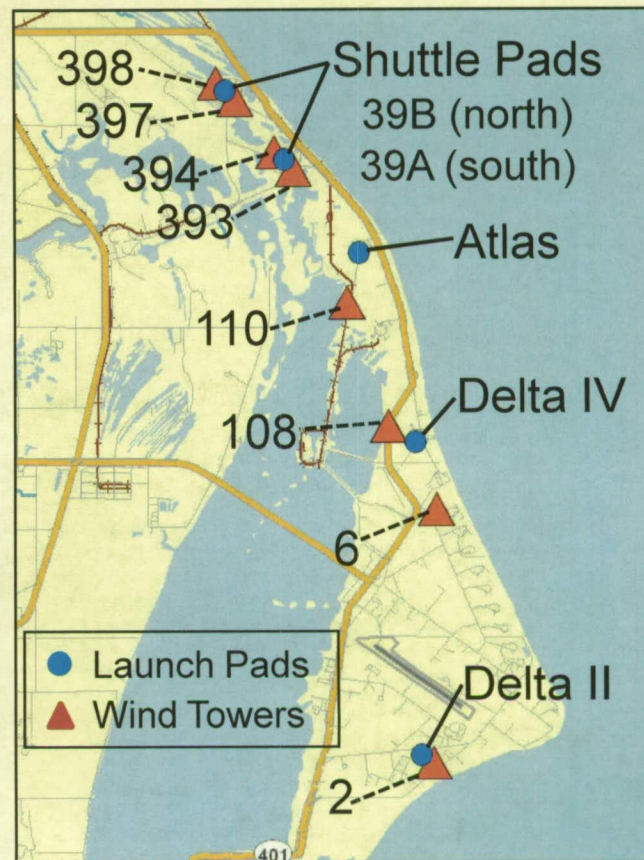 398
Shuttle Pads
397
39B (north)
394
39A (south)
393
Atlas
110
Delta IV
108
6
Launch Pads
Wind Towers
Delta II
2
401